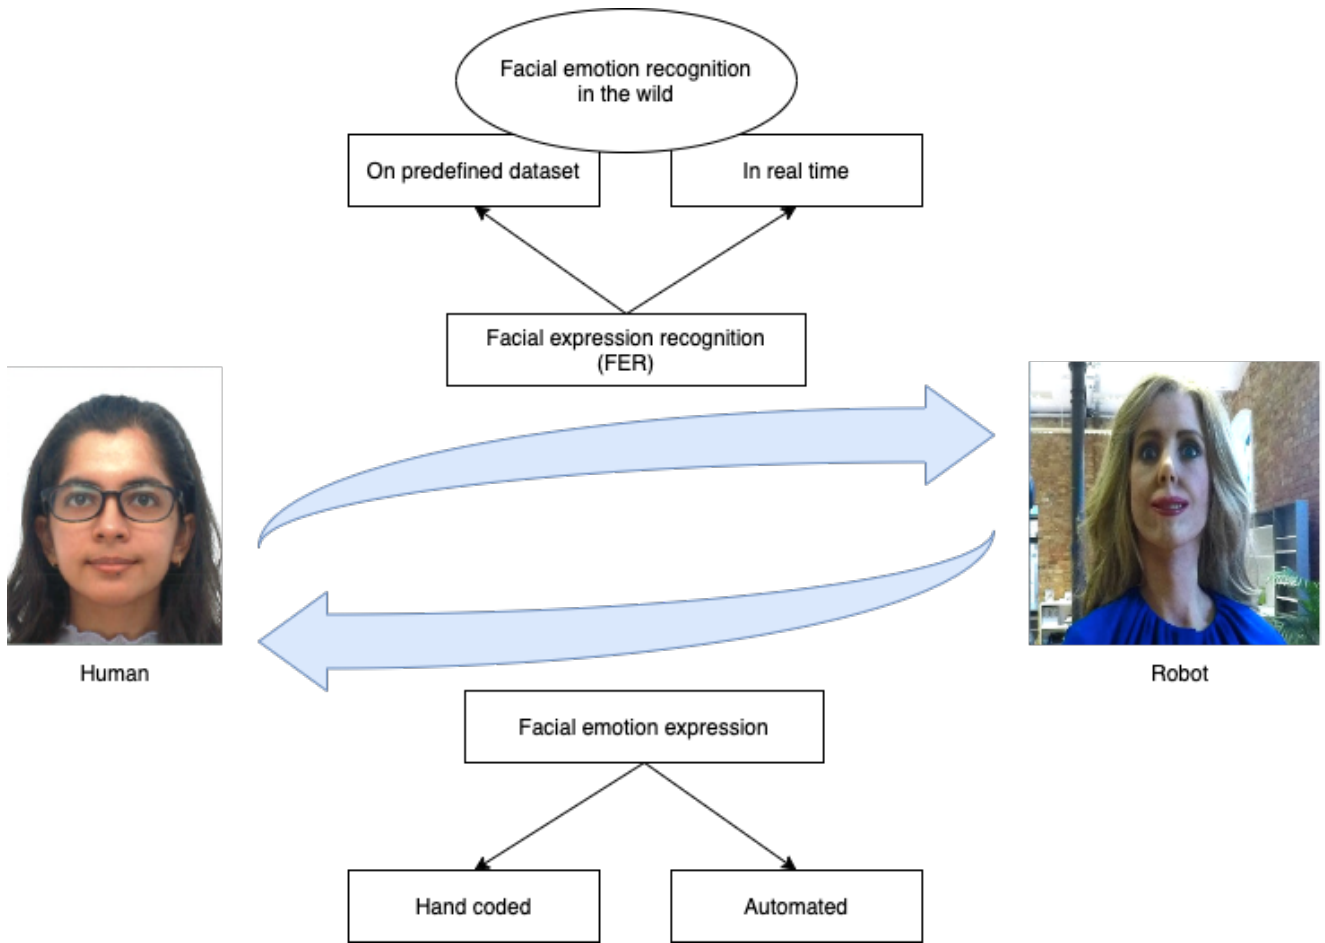 Facial emotion recognition
in the wild
On predefined dataset
In real time
Facial expression recognition
(FER)
Human
Robot
Facial emotion expression
Hand coded
Automated